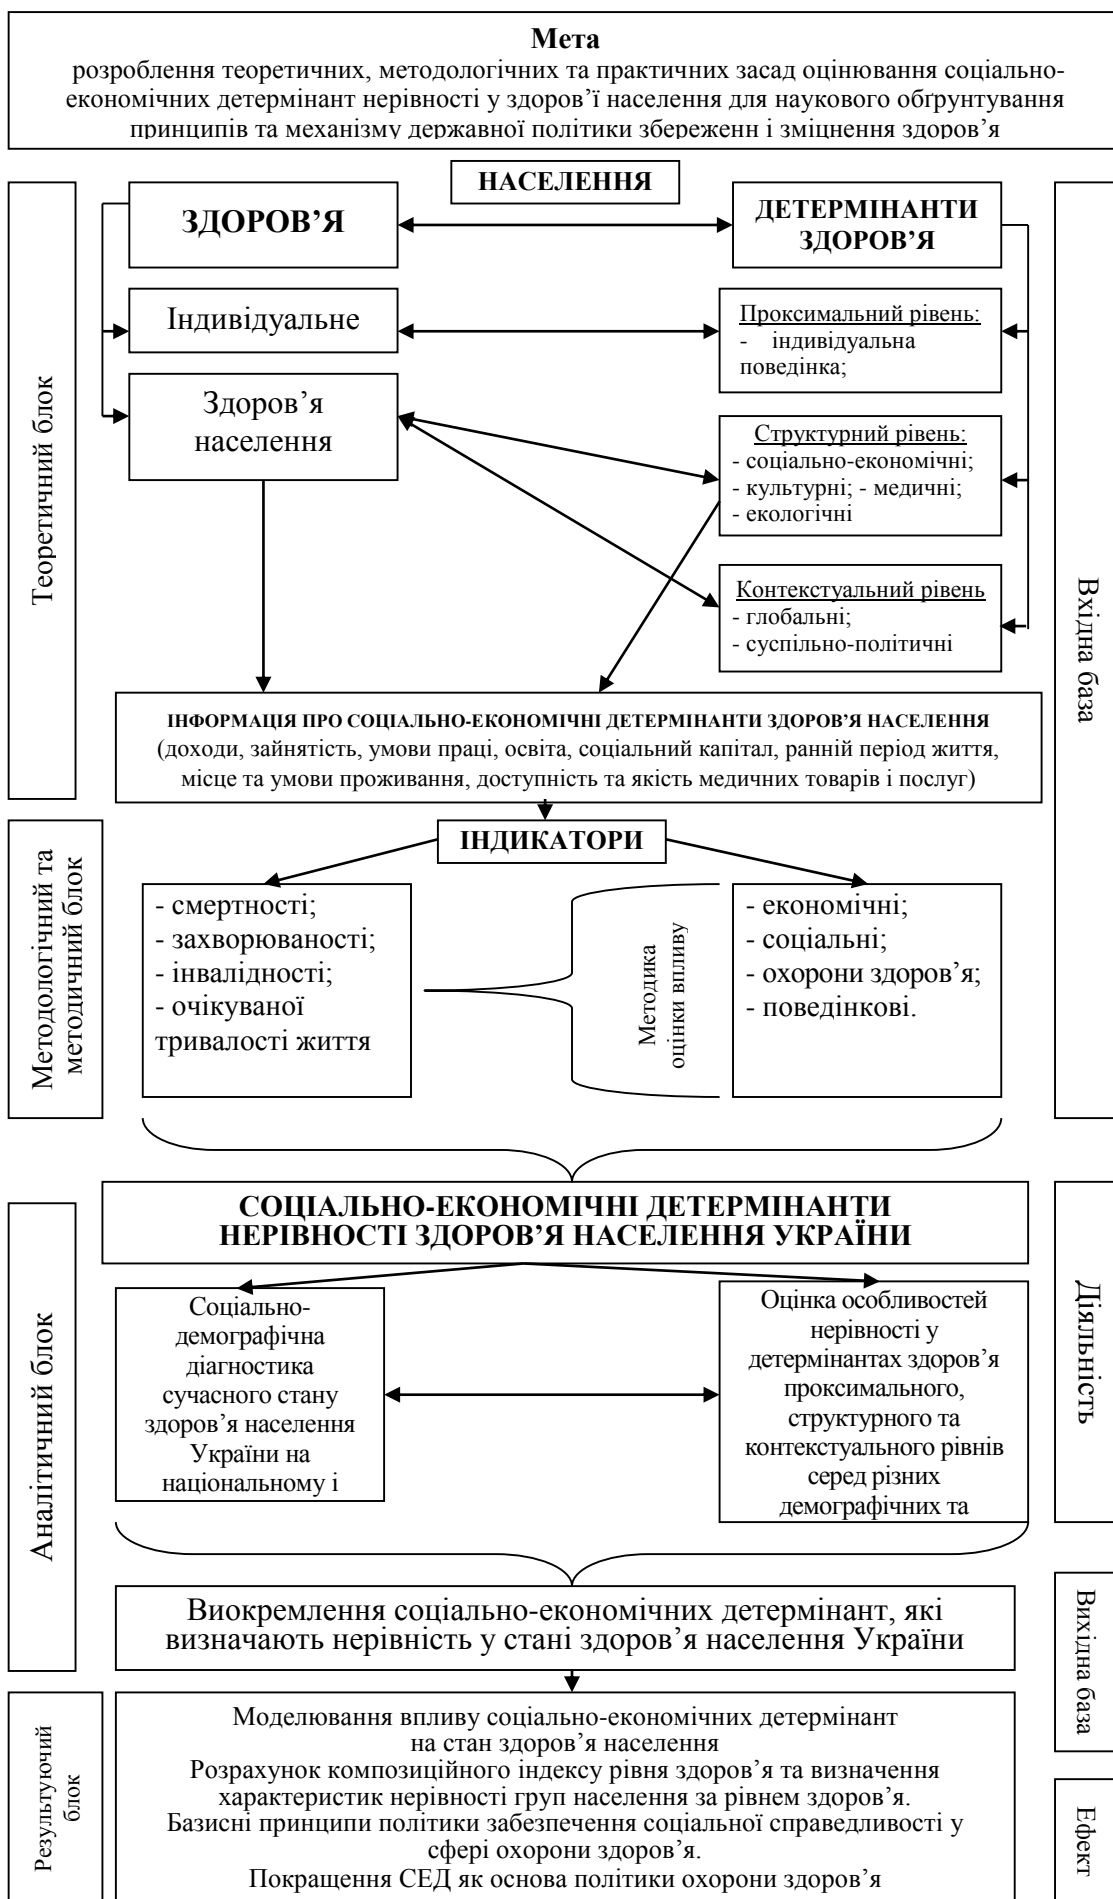 Мета
розроблення теоретичних, методологічних та практичних засад оцінювання соціально-
економічних детермінант нерівності у здоров’ї населення для наукового обґрунтування
принципів та механізму державної політики збереженн і зміцнення здоров’я
НАСЕЛЕННЯ
ЗДОРОВ’Я
ДЕТЕРМІНАНТИ
ЗДОРОВ’Я
Індивідуальне
Проксимальний рівень:
- індивідуальна
поведінка;
Здоров’я
населення
Структурний рівень:
- соціально-економічні;
- культурні; - медичні;
- екологічні
Контекстуальний рівень
- глобальні;
- суспільно-політичні
Теоретичний блок
Вхідна база
ІНФОРМАЦІЯ ПРО СОЦІАЛЬНО-ЕКОНОМІЧНІ ДЕТЕРМІНАНТИ ЗДОРОВ’Я НАСЕЛЕННЯ
(доходи, зайнятість, умови праці, освіта, соціальний капітал, ранній період життя,
місце та умови проживання, доступність та якість медичних товарів і послуг)
Методологічний та
методичний блок
ІНДИКАТОРИ
- смертності;
- захворюваності;
- інвалідності;
- очікуваної
тривалості життя
Методика
оцінки впливу
- економічні;
- соціальні;
- охорони здоров’я;
- поведінкові.
Аналітичний блок
СОЦІАЛЬНО-ЕКОНОМІЧНІ ДЕТЕРМІНАНТИ
НЕРІВНОСТІ ЗДОРОВ’Я НАСЕЛЕННЯ УКРАЇНИ
Діяльність
Соціально-
демографічна
діагностика
сучасного стану
здоров’я населення
України на
національному і
Оцінка особливостей
нерівності у
детермінантах здоров’я
проксимального,
структурного та
контекстуального рівнів
серед різних
демографічних та
Виокремлення соціально-економічних детермінант, які
визначають нерівність у стані здоров’я населення України
Вихідна
база
Результуючий
блок
Моделювання впливу соціально-економічних детермінант
на стан здоров’я населення
Розрахунок композиційного індексу рівня здоров’я та визначення
характеристик нерівності груп населення за рівнем здоров’я.
Базисні принципи політики забезпечення соціальної справедливості у
сфері охорони здоров’я.
Покращення СЕД як основа політики охорони здоров’я
Ефект